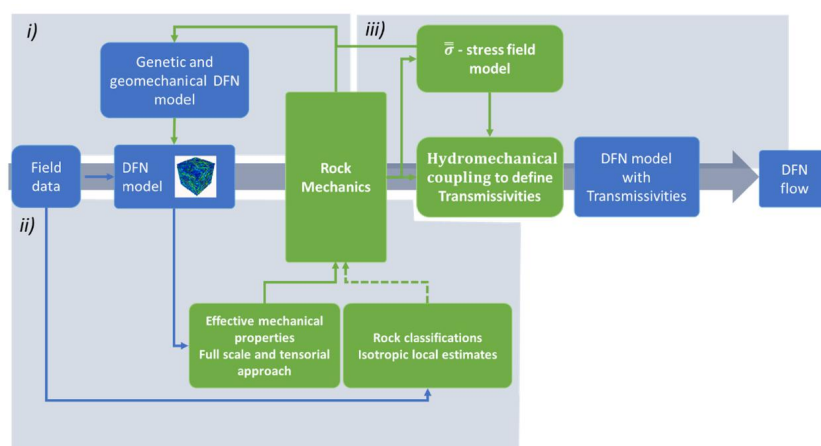 i)
iii)
Genetic and
geomechanical DFN
model
σ - stress field
model
Rock
Mechanics
Field
data
DFN
model
Hydromechanical
coupling to define
Transmissivities
DFN model
with
Transmissivities
DFN
flow
ii)
Effective mechanical
properties
Full scale and tensorial
approach
Rock classifications
Isotropic local estimates